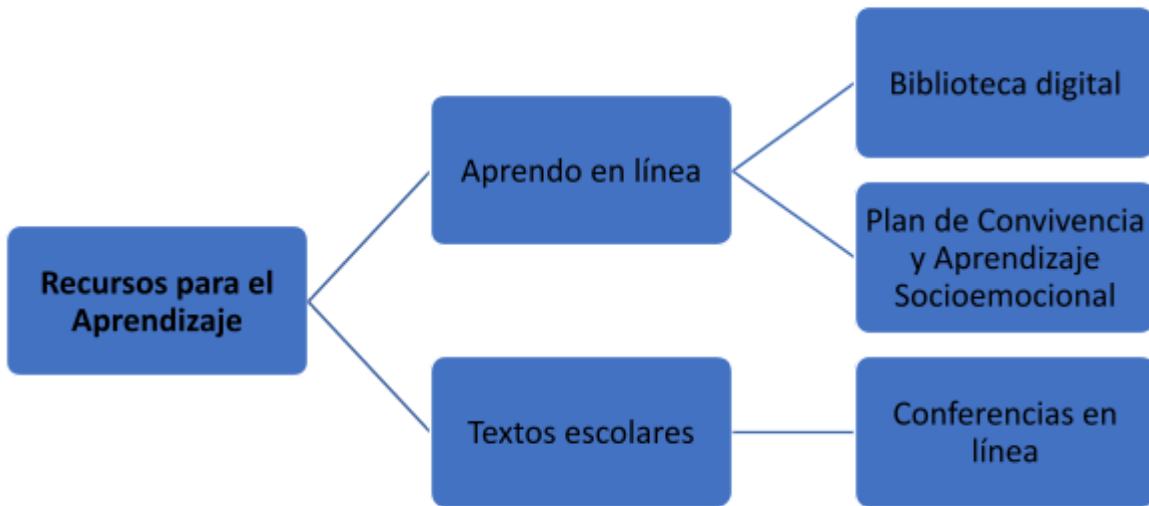 Recursos para el
Aprendizaje
Aprendo en línea
Biblioteca digital
Plan de Convivencia
y Aprendizaje
Socioemocional
Textos escolares
Conferencias en
línea